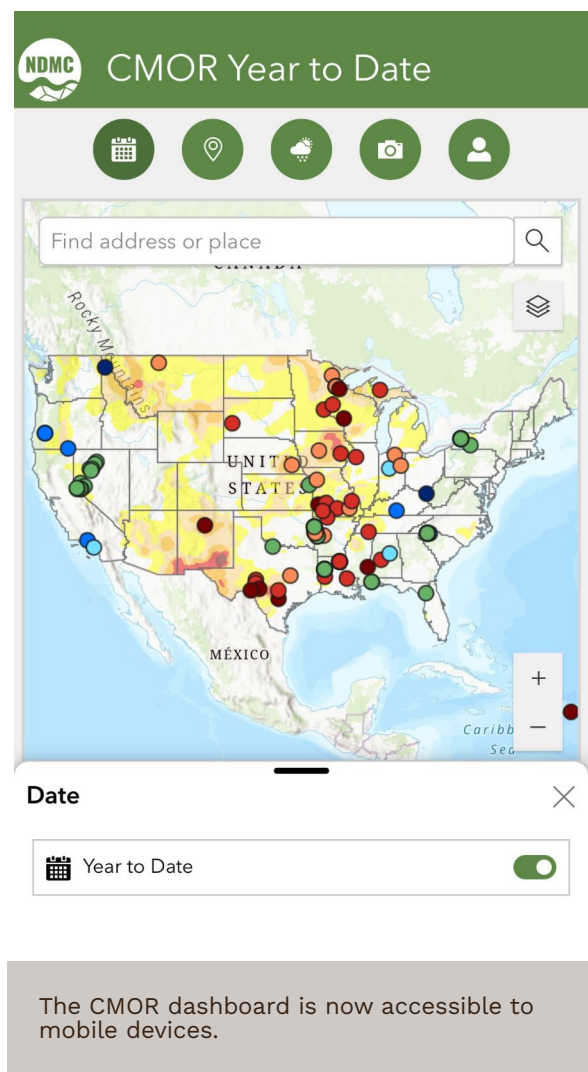 NDMC
CMOR Year to Date
Find address or place
CANADA
Rocky Mountains
UNITED
STATES
MÉXICO
+
Caribb
Sea
−
Date
Year to Date
The CMOR dashboard is now accessible to
mobile devices.